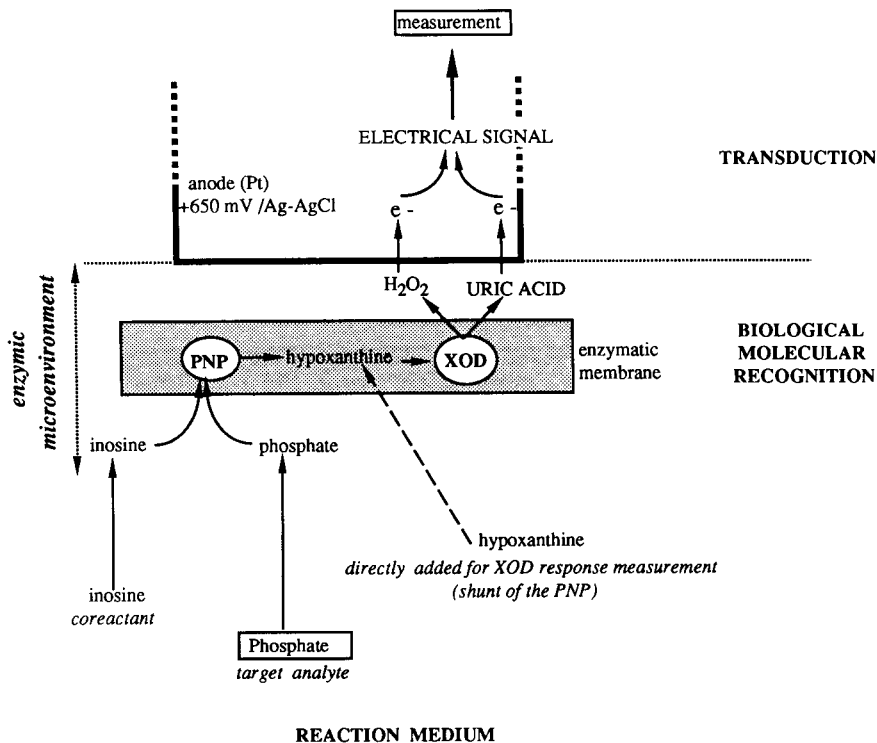 measurement
ELECTRICAL SIGNAL
TRANSDUCTION
anode (Pt)
+650 mV /Ag-AgCl
e -
e -
H₂O₂
URIC ACID
enzymic
microenvironment
PNP
hypoxanthine
XOD
enzymatic
membrane
BIOLOGICAL
MOLECULAR
RECOGNITION
inosine
phosphate
hypoxanthine
directly added for XOD response measurement
(shunt of the PNP)
inosine
coreactant
Phosphate
target analyte
REACTION MEDIUM